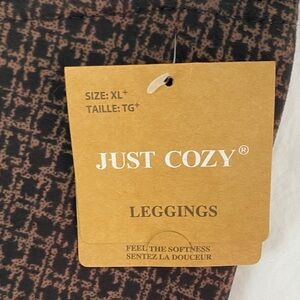 SIZE: XL+
TAILLE: TG+
JUST COZY®
LEGGINGS
FEEL THE SOFTNESS
SENTEZ LA DOUCEUR